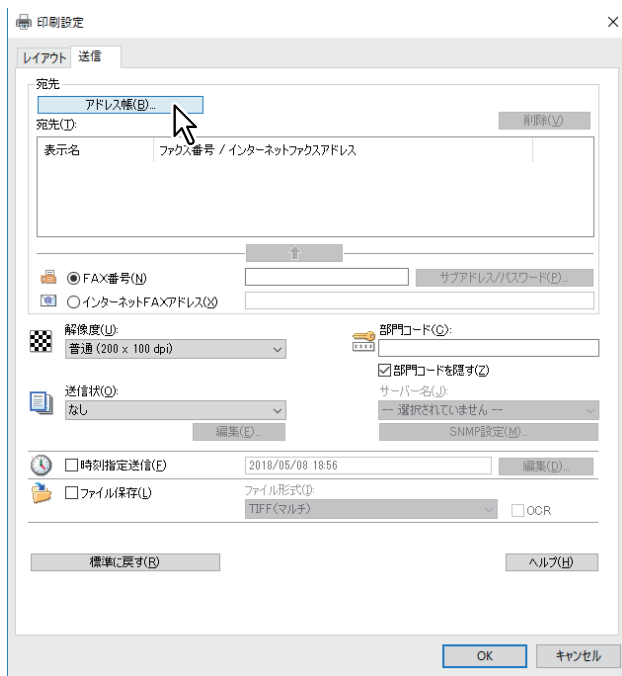 印刷設定
レイアウト 送信
宛先
アドレス帳(B)...
宛先(T):
削除(V)
表示名 ファクス番号 / インターネットファクスアドレス
FAX番号(N)
サブアドレス/パスワード(P)...
インターネットFAXアドレス(X)
解像度(U):
普通 (200 x 100 dpi)
部門コード(C):
部門コードを隠す(Z)
送信状(O):
なし
編集(E)...
サーバー名(J):
-- 選択されていません --
SNMP設定(M)...
時刻指定送信(F) 2018/05/08 18:56 編集(D)...
ファイル保存(L)
ファイル形式(I):
TIFF(マルチ) OCR
標準に戻す(R) ヘルプ(H)
OK キャンセル